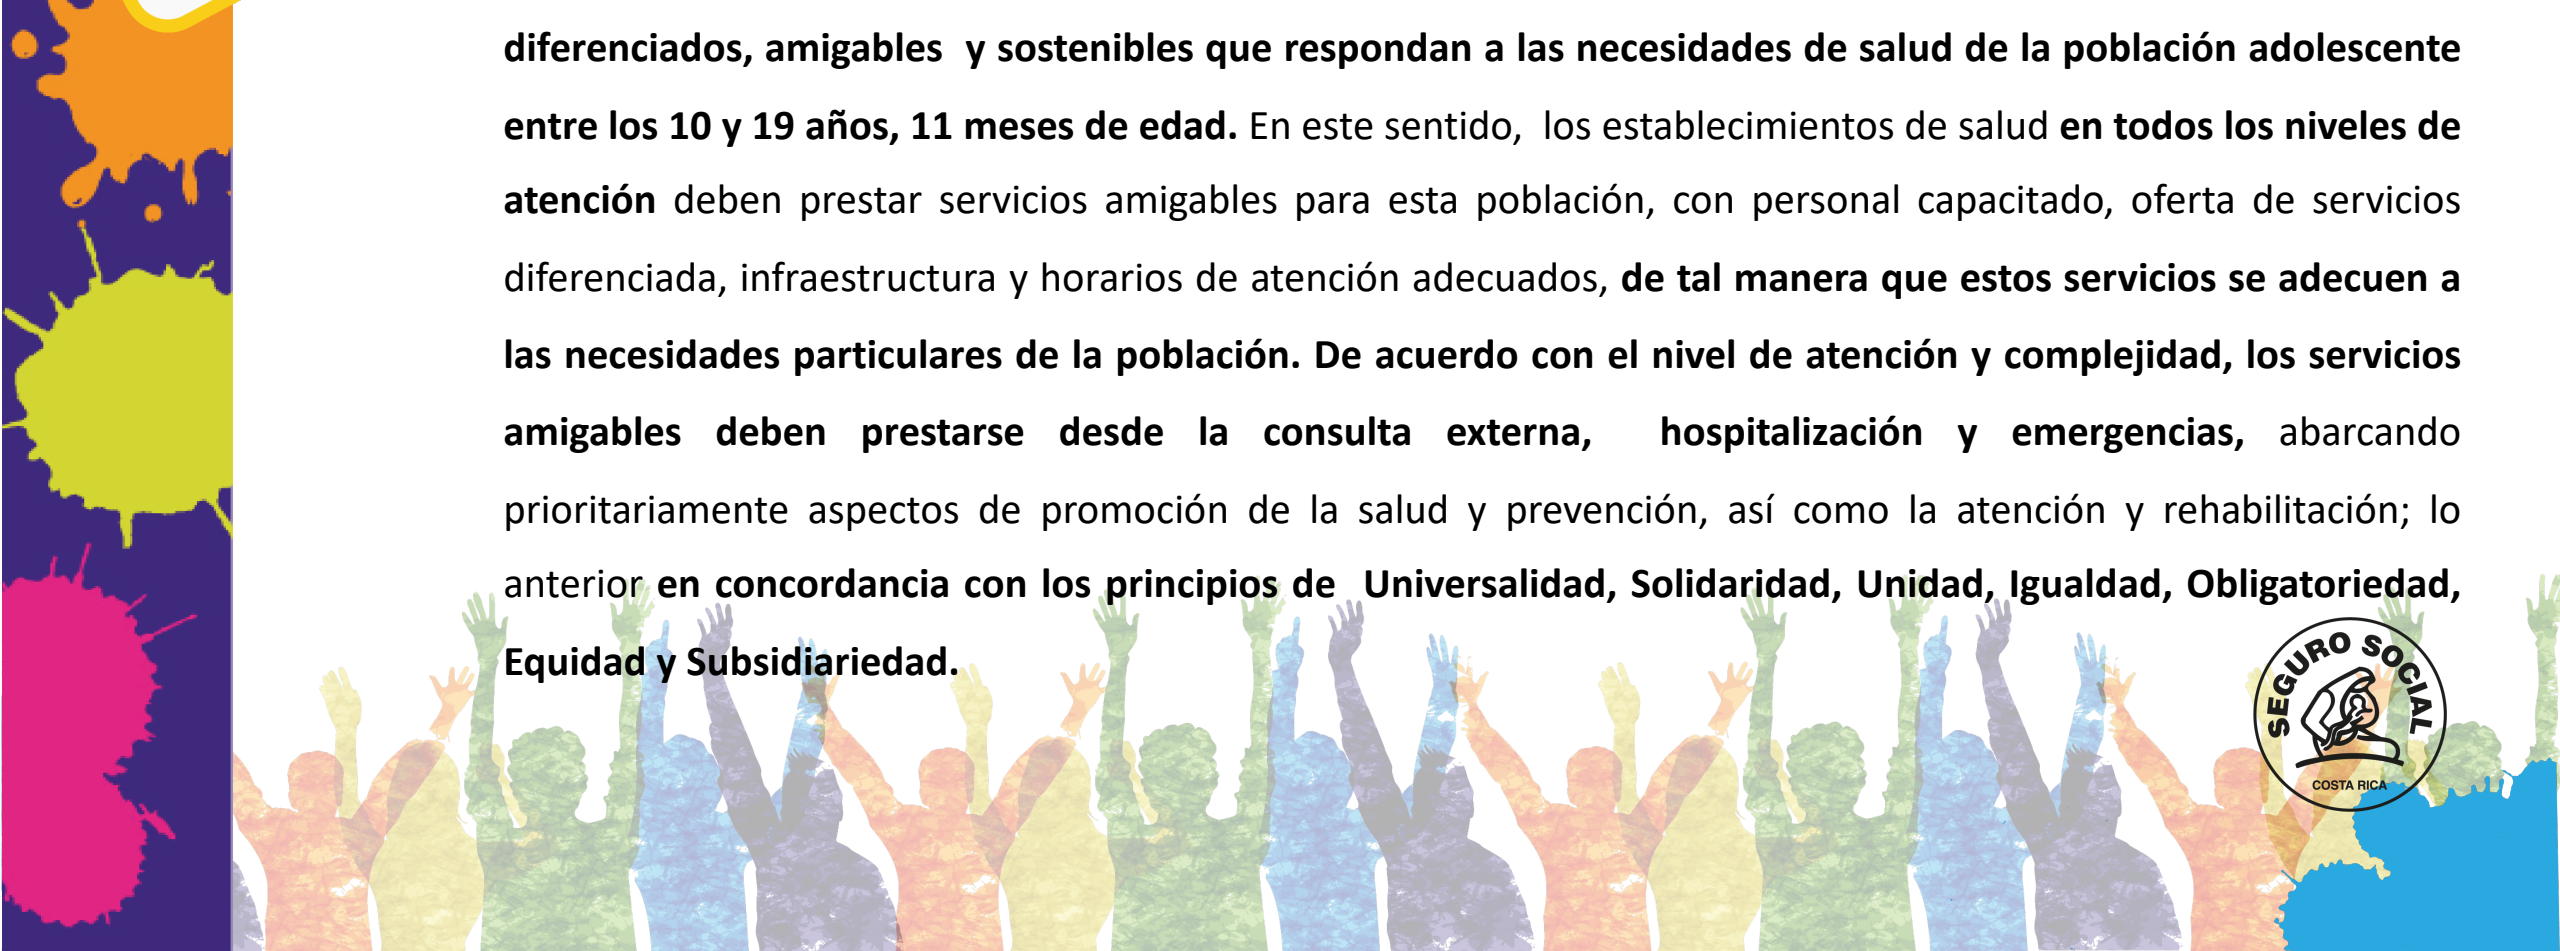 diferenciados, amigables y sostenibles que respondan a las necesidades de salud de la población adolescente
entre los 10 y 19 años, 11 meses de edad. En este sentido, los establecimientos de salud en todos los niveles de
atención deben prestar servicios amigables para esta población, con personal capacitado, oferta de servicios
diferenciada, infraestructura y horarios de atención adecuados, de tal manera que estos servicios se adecuen a
las necesidades particulares de la población. De acuerdo con el nivel de atención y complejidad, los servicios
amigables deben prestarse desde la consulta externa, hospitalización y emergencias, abarcando
prioritariamente aspectos de promoción de la salud y prevención, así como la atención y rehabilitación; lo
anterior en concordancia con los principios de Universalidad, Solidaridad, Unidad, Igualdad, Obligatoriedad,
Equidad y Subsidiariedad.
SEGURO SOCIAL
COSTA RICA